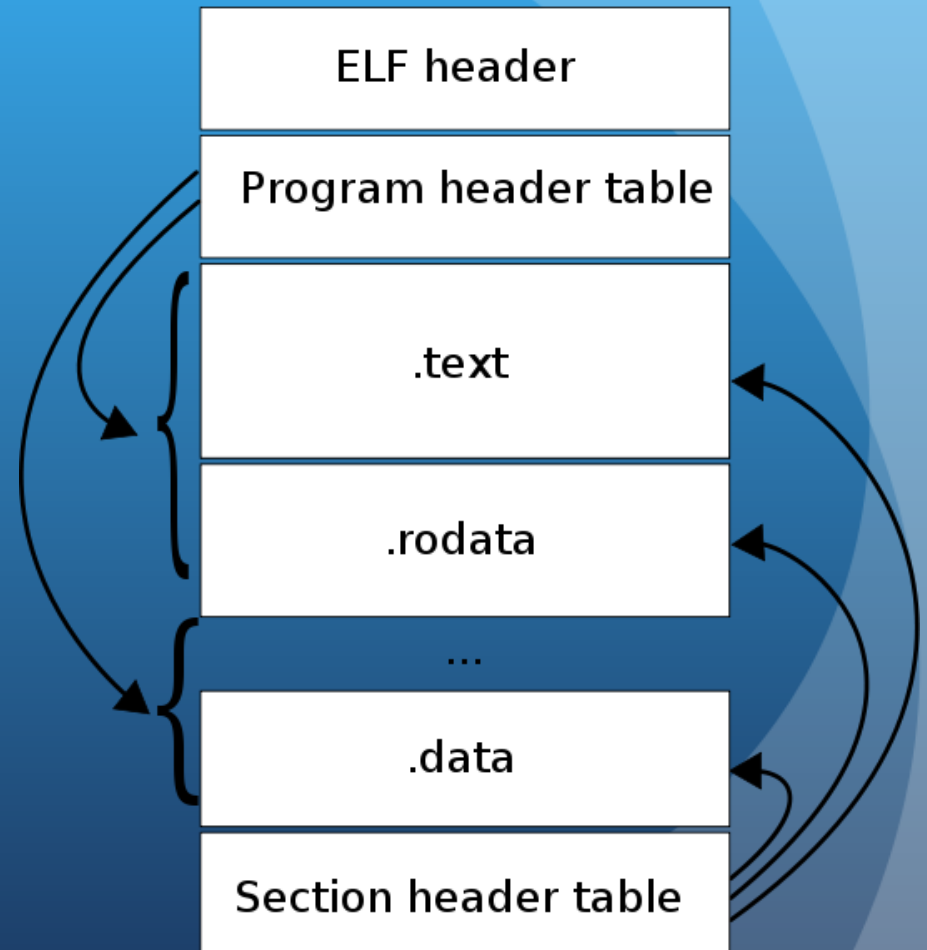 ELF header
Program header table
.text
.rodata
...
.data
Section header table